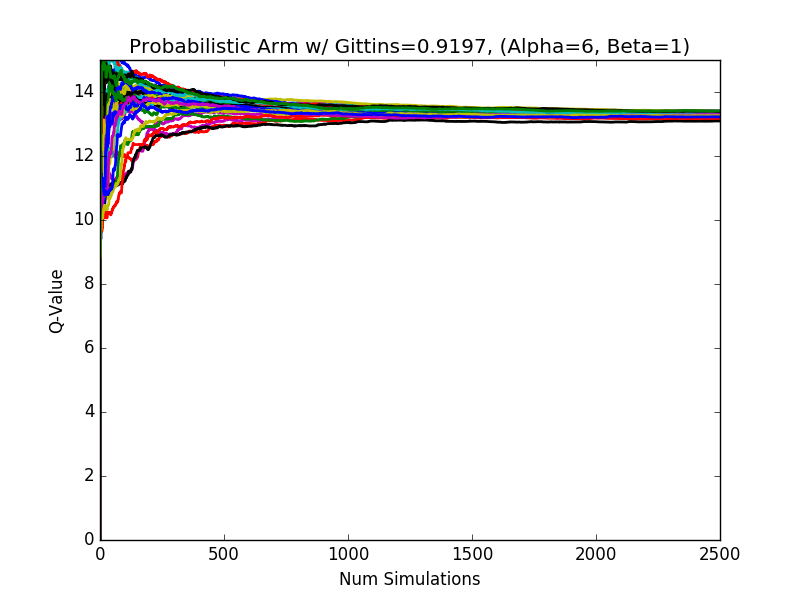 Probabilistic Arm w/ Gittins=0.9197, (Alpha=6, Beta=1)
14
12
10
8
6
4
2
0
Q-Value
0 500 1000 1500 2000 2500
Num Simulations